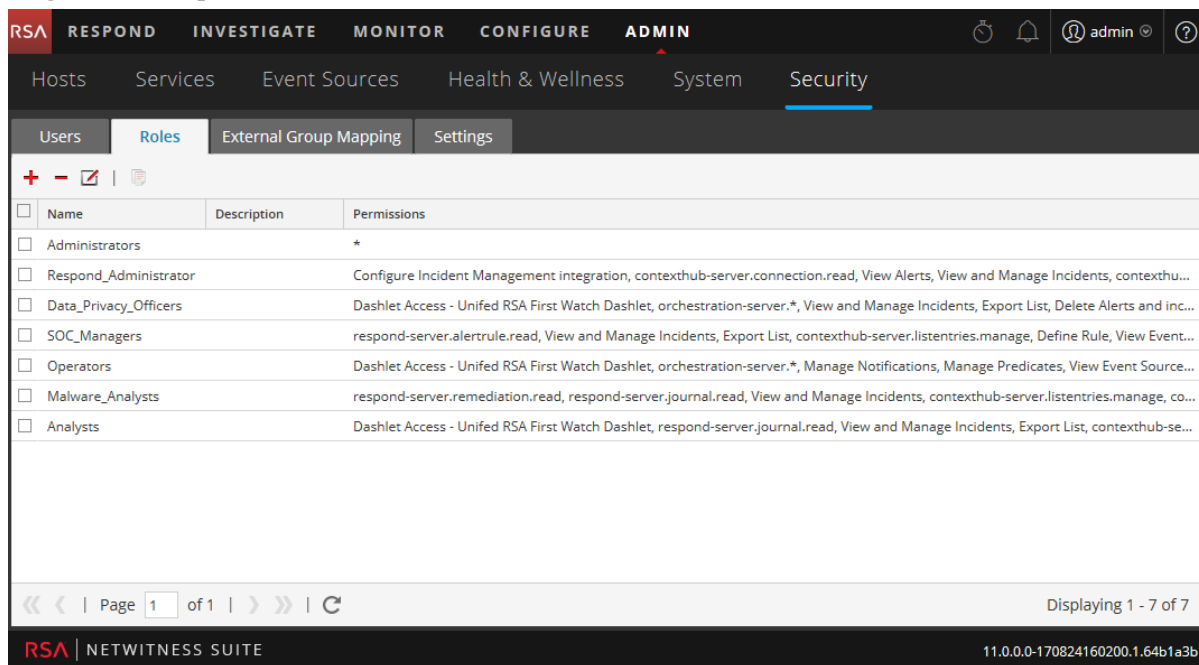 RSA RESPOND INVESTIGATE MONITOR CONFIGURE ADMIN admin ?
Hosts Services Event Sources Health & Wellness System Security
Users Roles External Group Mapping Settings
Name Description Permissions
Administrators *
Respond_Administrator Configure Incident Management integration, contexthub-server.connection.read, View Alerts, View and Manage Incidents, contexthu...
Data_Privacy_Officers Dashlet Access - Unifed RSA First Watch Dashlet, orchestration-server.*, View and Manage Incidents, Export List, Delete Alerts and inc...
SOC_Managers respond-server.alertrule.read, View and Manage Incidents, Export List, contexthub-server.listentries.manage, Define Rule, View Event...
Operators Dashlet Access - Unifed RSA First Watch Dashlet, orchestration-server.*, Manage Notifications, Manage Predicates, View Event Source...
Malware_Analysts respond-server.remediation.read, respond-server.journal.read, View and Manage Incidents, contexthub-server.listentries.manage, co...
Analysts Dashlet Access - Unifed RSA First Watch Dashlet, respond-server.journal.read, View and Manage Incidents, Export List, contexthub-se...
Page 1 of 1 Displaying 1 - 7 of 7
RSA NETWITNESS SUITE 11.0.0.0-170824160200.1.64b1a3b